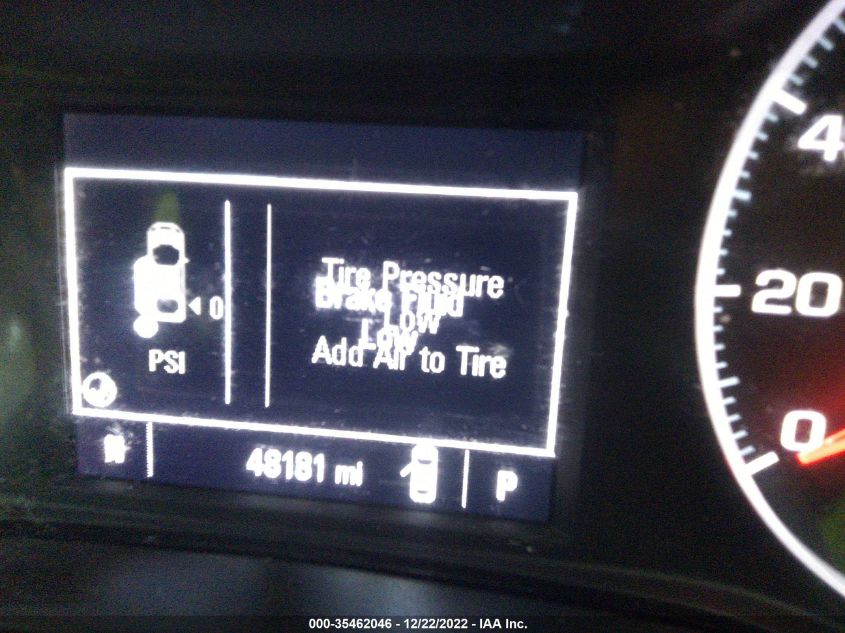 Tire Pressure
Brake Fluid
Low
Low
Add Air to Tire
0
PSI
48181 mi
P
40
20
0
000-35462046 - 12/22/2022 - IAA Inc.